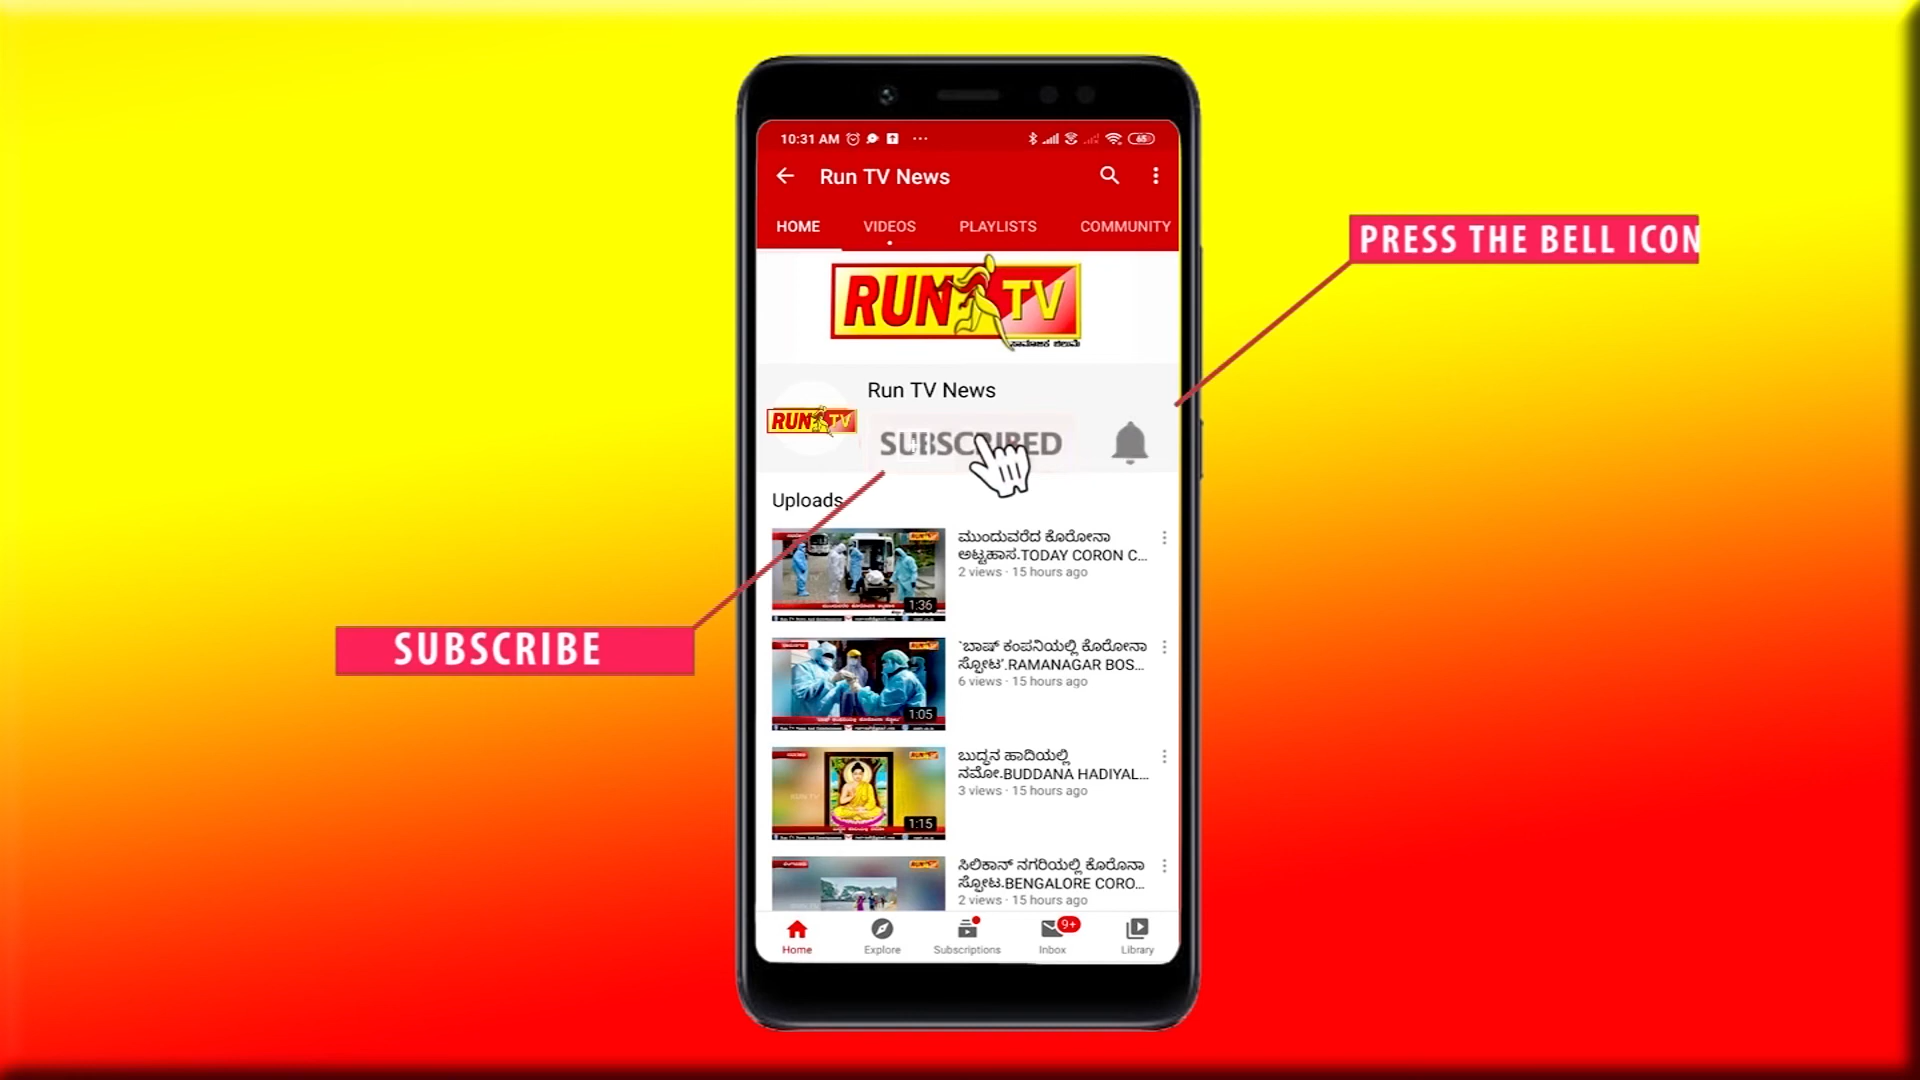 10:31 AM
65
Run TV News
HOME VIDEOS PLAYLISTS COMMUNITY
PRESS THE BELL ICON
RUN TV
ಸಾಮಾಜಿಕ ಚಿಲುಮೆ
Run TV News
RUN TV
SUBSCRIBED
Uploads
ಮುಂದುವರೆದ ಕೊರೋನಾ
ಅಟ್ಟಹಾಸ.TODAY CORON C...
2 views · 15 hours ago
1:36
SUBSCRIBE
`ಬಾಷ್ ಕಂಪನಿಯಲ್ಲಿ ಕೊರೋನಾ
ಸ್ಫೋಟ'.RAMANAGAR BOS...
6 views · 15 hours ago
1:05
ಬುದ್ಧನ ಹಾದಿಯಲ್ಲಿ
ನಮೋ.BUDDANA HADIYAL...
3 views · 15 hours ago
RUN TV
1:15
ಸಿಲಿಕಾನ್ ನಗರಿಯಲ್ಲಿ ಕೊರೊನಾ
ಸ್ಫೋಟ.BENGALORE CORO...
2 views · 15 hours ago
9+
Home Explore Subscriptions Inbox Library